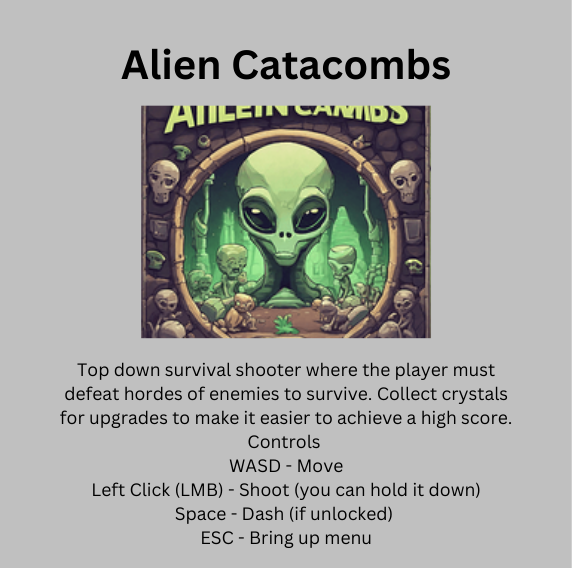 Alien Catacombs
Top down survival shooter where the player must
defeat hordes of enemies to survive. Collect crystals
for upgrades to make it easier to achieve a high score.
Controls
WASD - Move
Left Click (LMB) - Shoot (you can hold it down)
Space - Dash (if unlocked)
ESC - Bring up menu